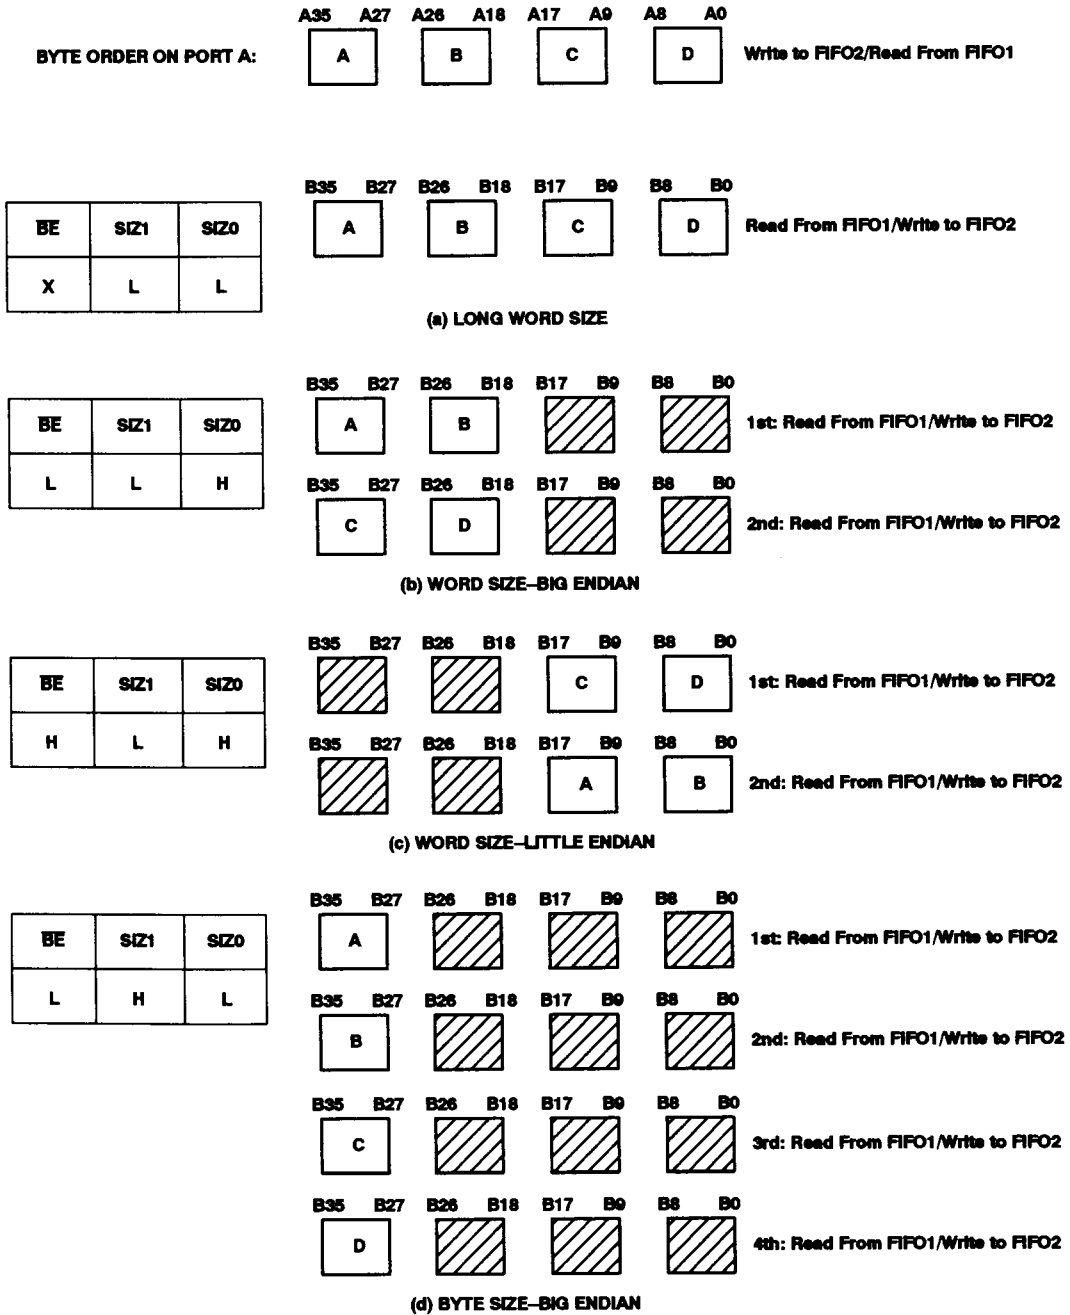 A35 A27 A26 A18 A17 A9 A8 A0
BYTE ORDER ON PORT A: A B C D Write to FIFO2/Read From FIFO1
B35 B27 B26 B18 B17 B9 B8 B0
BE SIZ1 SIZ0 A B C D Read From FIFO1/Write to FIFO2
X L L
(a) LONG WORD SIZE
B35 B27 B26 B18 B17 B9 B8 B0
BE SIZ1 SIZ0 A B 1st: Read From FIFO1/Write to FIFO2
L L H
B35 B27 B26 B18 B17 B9 B8 B0
C D 2nd: Read From FIFO1/Write to FIFO2
(b) WORD SIZE–BIG ENDIAN
B35 B27 B26 B18 B17 B9 B8 B0
BE SIZ1 SIZ0 C D 1st: Read From FIFO1/Write to FIFO2
H L H
B35 B27 B26 B18 B17 B9 B8 B0
A B 2nd: Read From FIFO1/Write to FIFO2
(c) WORD SIZE–LITTLE ENDIAN
B35 B27 B26 B18 B17 B9 B8 B0
BE SIZ1 SIZ0 A 1st: Read From FIFO1/Write to FIFO2
L H L
B35 B27 B26 B18 B17 B9 B8 B0
B 2nd: Read From FIFO1/Write to FIFO2
B35 B27 B26 B18 B17 B9 B8 B0
C 3rd: Read From FIFO1/Write to FIFO2
B35 B27 B26 B18 B17 B9 B8 B0
D 4th: Read From FIFO1/Write to FIFO2
(d) BYTE SIZE–BIG ENDIAN